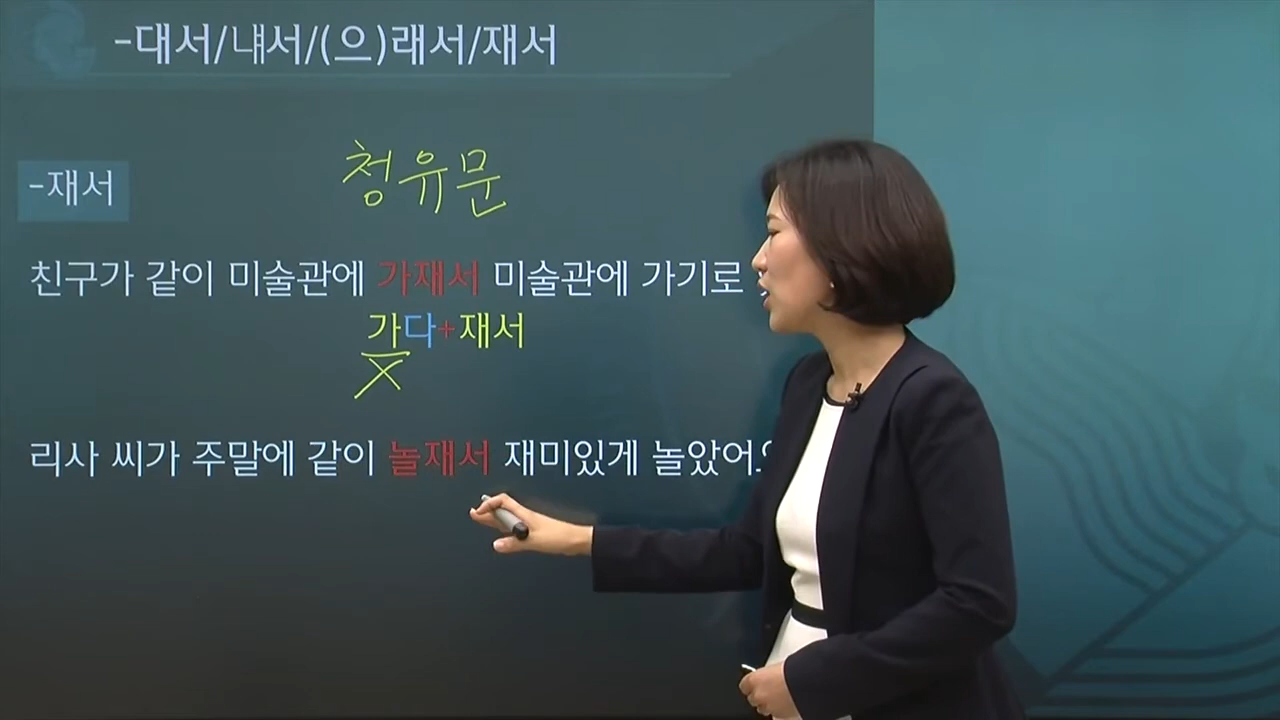 -대서/냬서/(으)래서/재서
청유문
-재서
친구가 같이 미술관에 가재서 미술관에 가기로
가다+재서
X
리사 씨가 주말에 같이 놀재서 재미있게 놀았어